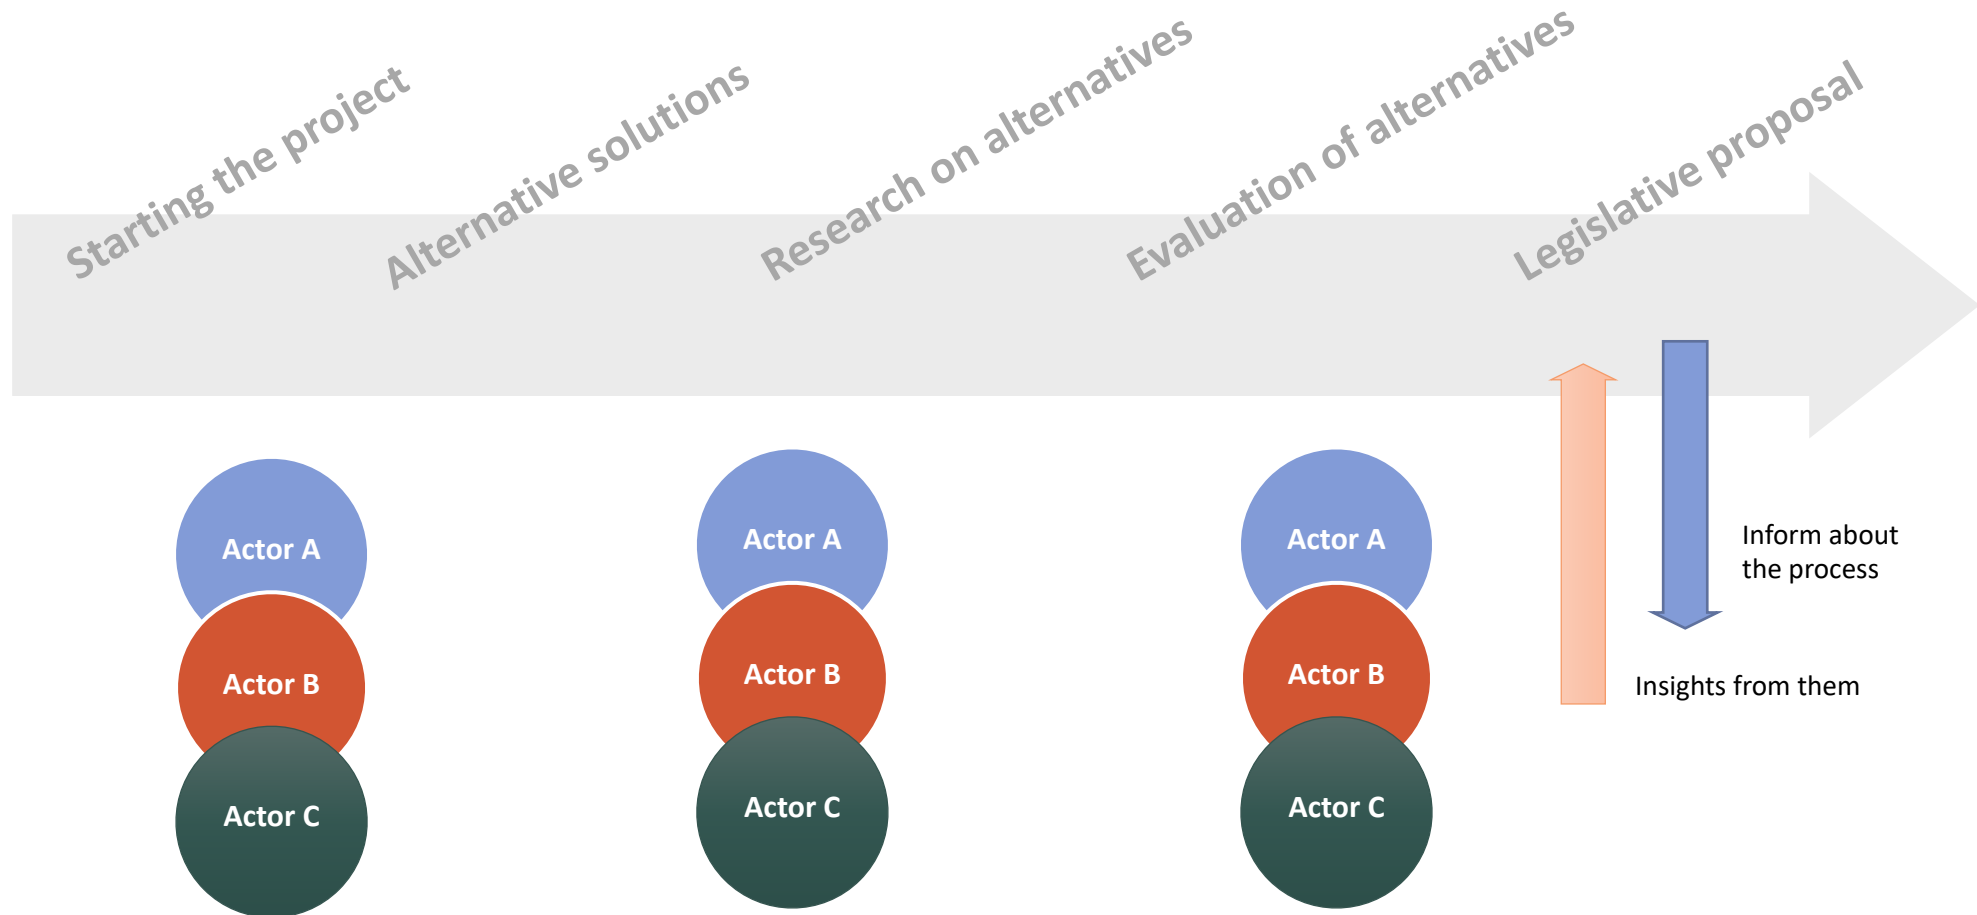 Starting the project
Alternative solutions
Research on alternatives
Evaluation of alternatives
Legislative proposal
Actor A
Actor B
Actor C
Actor A
Actor B
Actor C
Actor A
Actor B
Actor C
Inform about
the process
Insights from them